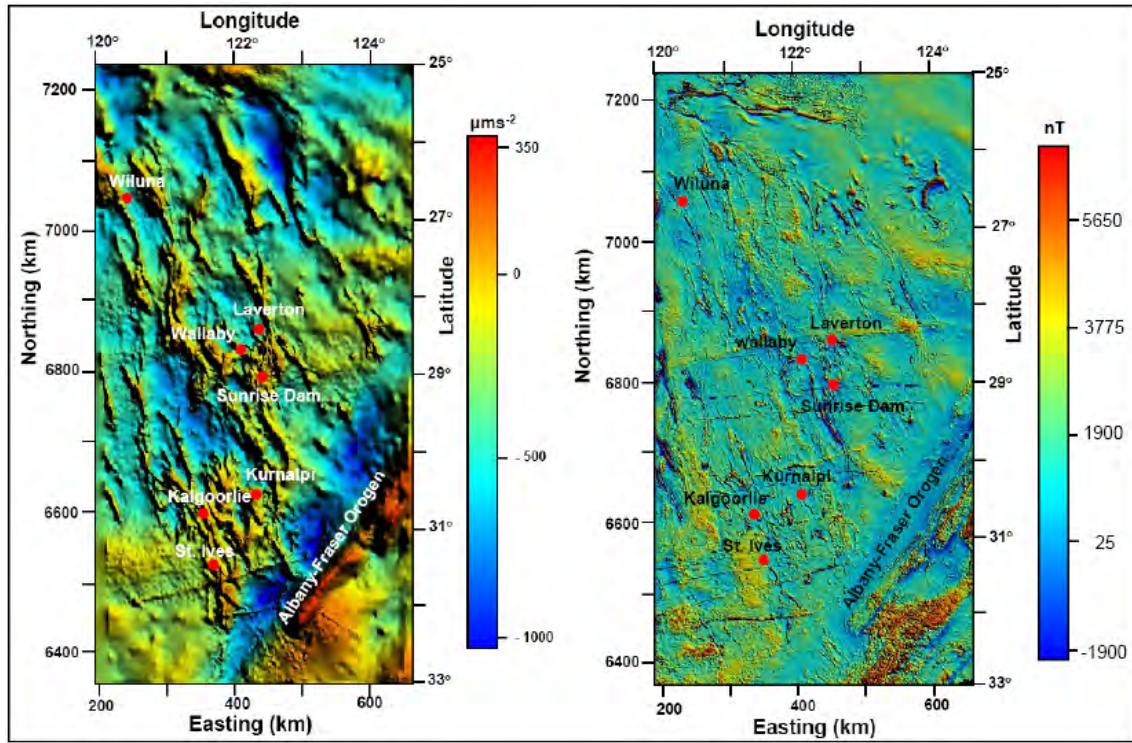 Longitude
120° 122° 124°
25°
7200
μms-2
350
Wiluna
27°
7000
0
Northing (km)
Latitude
Laverton
Wallaby
6800
29°
Sunrise Dam
- 500
Kurnalpi
Kalgoorlie
6600
31°
St. Ives
Albany-Fraser Orogen
- 1000
6400
33°
200 400 600
Easting (km)
Longitude
120° 122° 124°
25°
7200
nT
Wiluna
27°
5650
7000
Northing (km)
Latitude
Laverton
wallaby
3775
6800
29°
Sunrise Dam
1900
Kurnalpi
Kalgoorlie
6600
31°
St. Ives
25
Albany-Fraser Orogen
-1900
6400
33°
200 400 600
Easting (km)